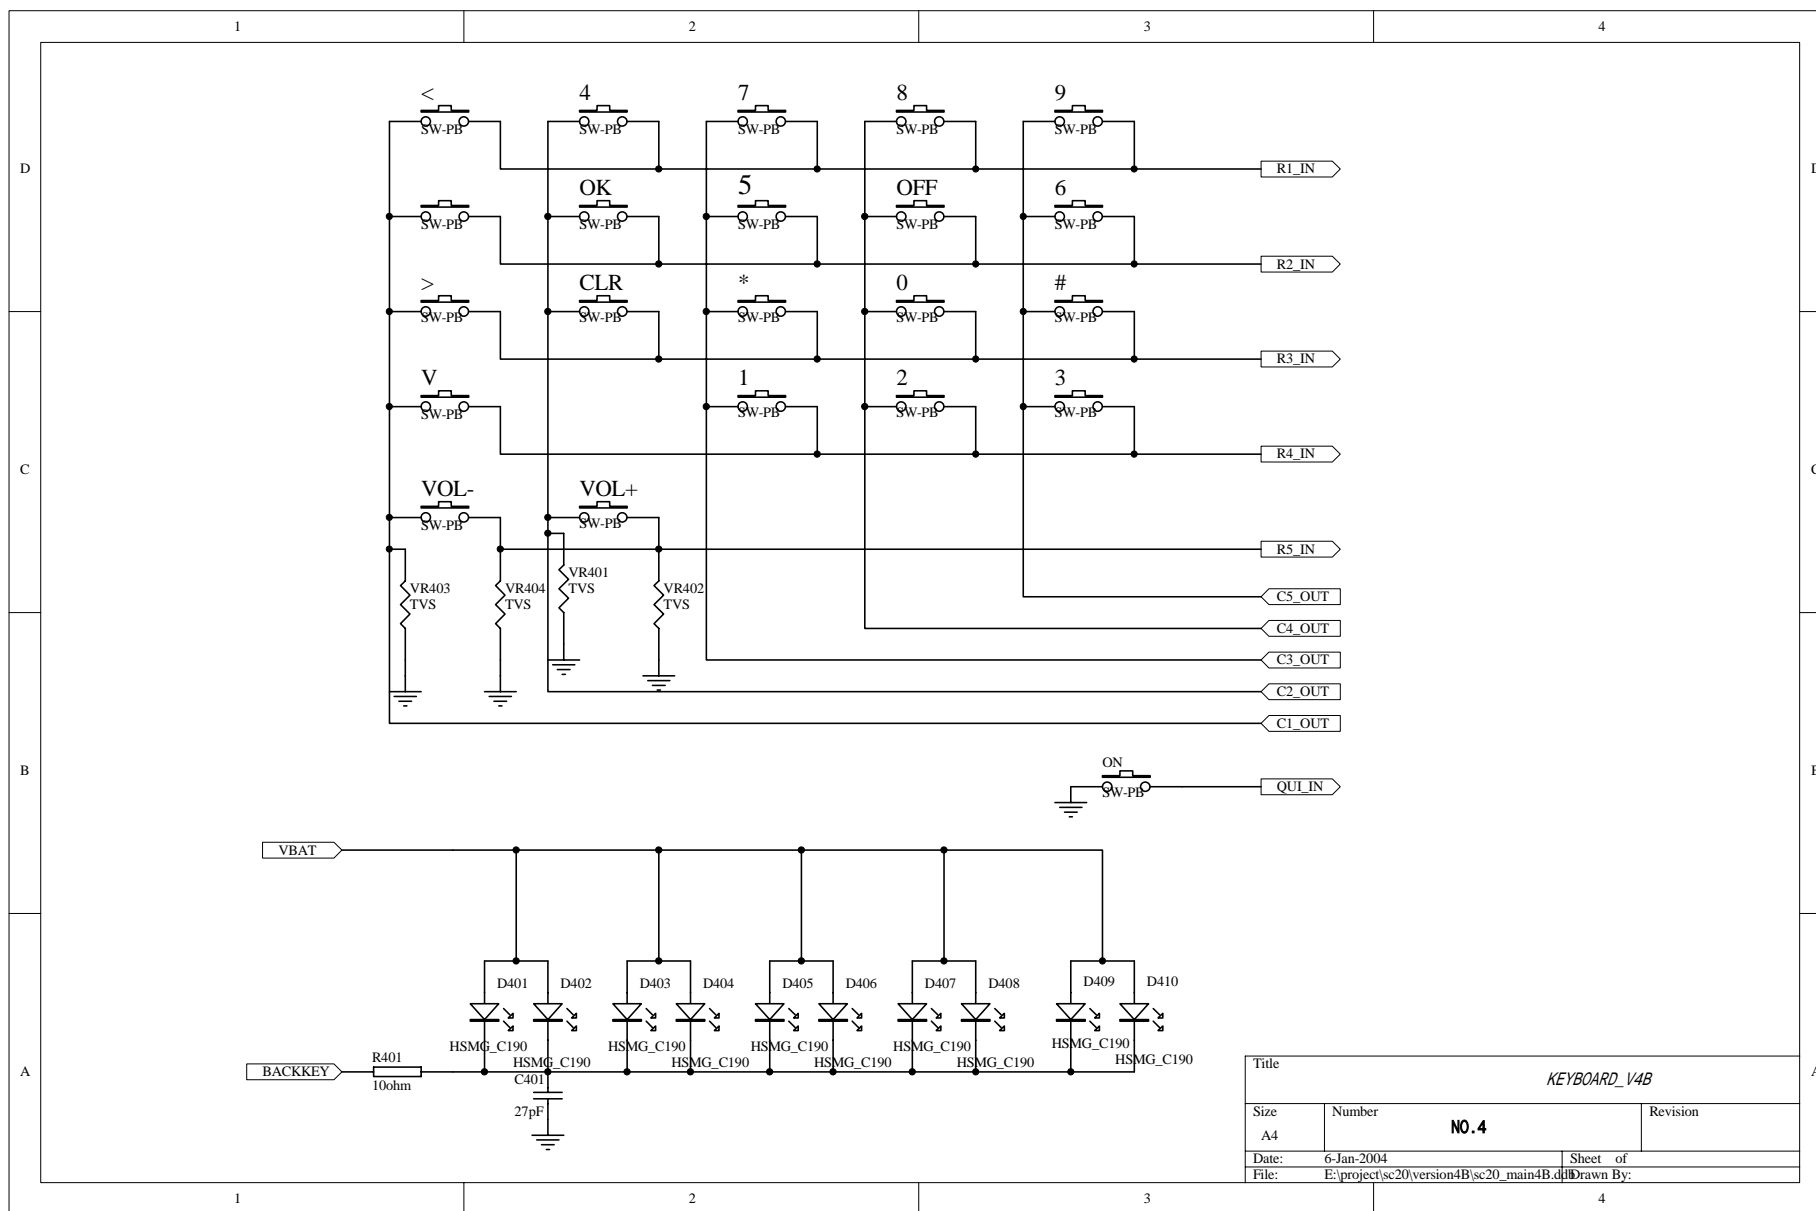 1 2 3 4
< 4 7 8 9
SW-PB SW-PB SW-PB SW-PB SW-PB
D R1_IN D
OK 5 OFF 6
SW-PB SW-PB SW-PB SW-PB SW-PB
R2_IN
> CLR * 0 #
SW-PB SW-PB SW-PB SW-PB SW-PB
R3_IN
V 1 2 3
SW-PB SW-PB SW-PB SW-PB
R4_IN
C C
VOL- VOL+
SW-PB SW-PB
R5_IN
VR403 TVS
VR404 TVS
VR401 TVS
VR402 TVS
C5_OUT
C4_OUT
C3_OUT
C2_OUT
C1_OUT
B B
ON
SW-PB
QUI_IN
VBAT
D401 D402 D403 D404 D405 D406 D407 D408 D409 D410
HSMG_C190 HSMG_C190 HSMG_C190 HSMG_C190 HSMG_C190
HSMG_C190 HSMG_C190 HSMG_C190 HSMG_C190 HSMG_C190
A A
BACKKEY
R401
10ohm
C401
27pF
Title
KEYBOARD_V4B
Size Number Revision
A4 NO.4
Date: 6-Jan-2004 Sheet of
File: E:\project\sc20\version4B\sc20_main4B.ddb Drawn By:
1 2 3 4